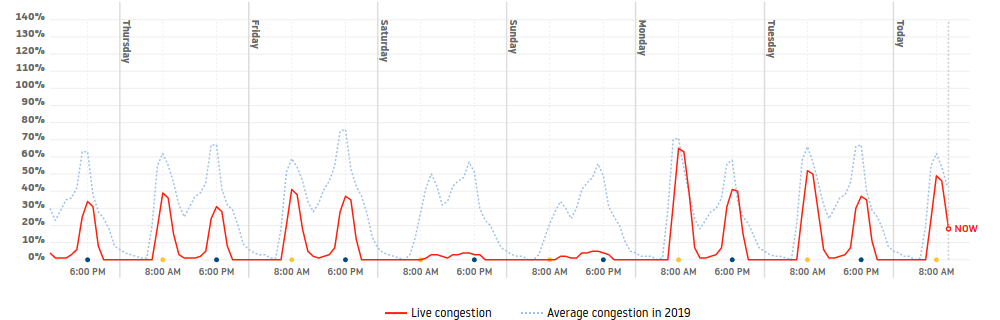 140%
130%
120%
110%
100%
90%
80%
70%
60%
50%
40%
30%
20%
10%
0%
Thursday
Friday
Saturday
Sunday
Monday
Tuesday
Today
NOW
6:00 PM 8:00 AM 6:00 PM 8:00 AM 6:00 PM 8:00 AM 6:00 PM 8:00 AM 6:00 PM 8:00 AM 6:00 PM 8:00 AM 6:00 PM 8:00 AM
Live congestion Average congestion in 2019